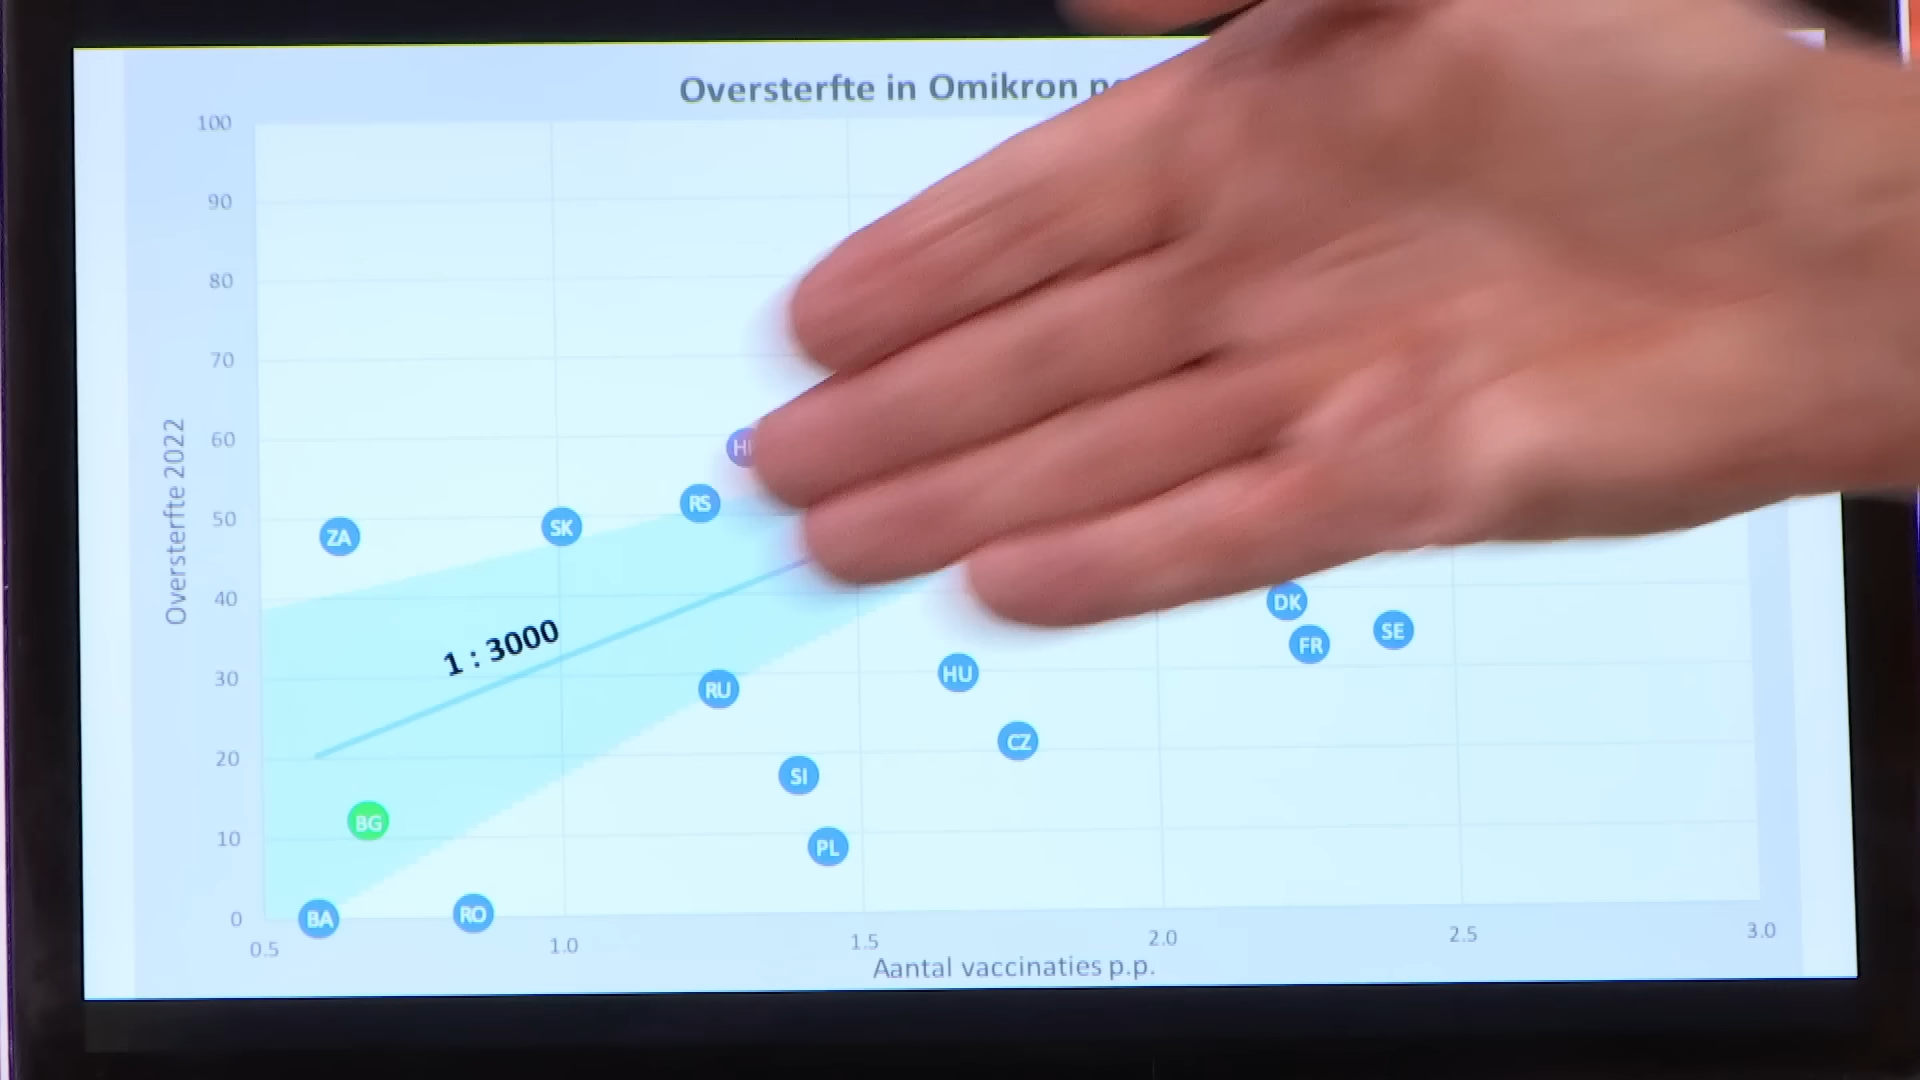 Oversterfte in Omikron
100
90
80
70
60
50
40
30
20
10
0
Oversterfte 2022
RS
SK
ZA
1 : 3000
DK
SE
FR
HU
RU
CZ
SI
BG
PL
BA
RO
0.5
1.0
1.5
2.0
2.5
3.0
Aantal vaccinaties p.p.